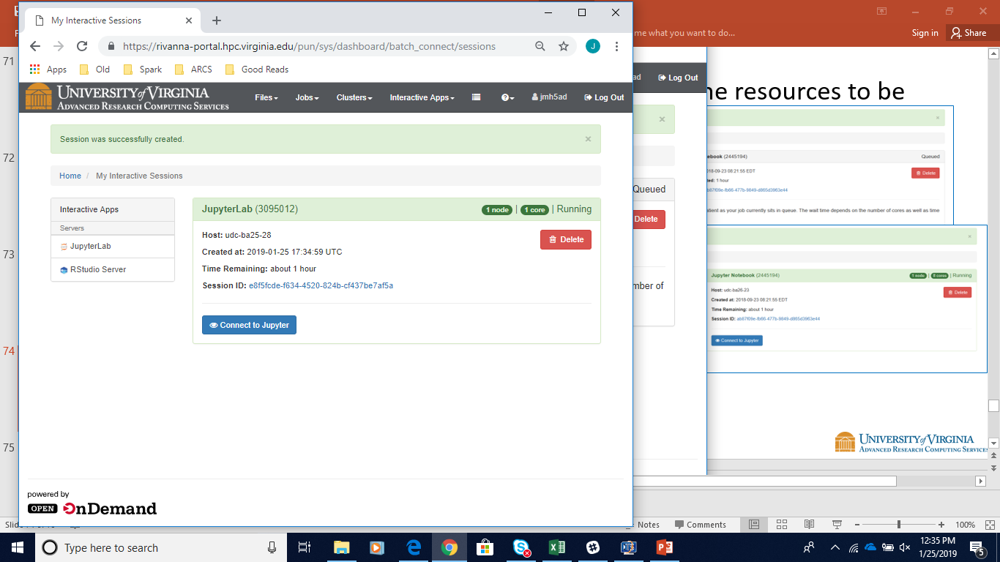 My Interactive Sessions
https://rivanna-portal.hpc.virginia.edu/pun/sys/dashboard/batch_connect/sessions
J
Apps Old Spark ARCS Good Reads
UNIVERSITY of VIRGINIA
ADVANCED RESEARCH COMPUTING SERVICES
Files Jobs Clusters Interactive Apps jmh5ad Log Out
Session was successfully created.
Home / My Interactive Sessions
Interactive Apps
Servers
JupyterLab
RStudio Server
JupyterLab (3095012) 1 node | 1 core | Running
Host: udc-ba25-28
Delete
Created at: 2019-01-25 17:34:59 UTC
Time Remaining: about 1 hour
Session ID: e8f5fcde-f634-4520-824b-cf437be7af5a
Connect to Jupyter
powered by
OPEN OnDemand
me what you want to do...
Sign in Share
ad Log Out
Queued
Delete
mber of
71
72
73
74
75
ne resources to be
ebook (2445194) Queued
018-09-23 08:21:55 EDT
ed: 1 hour
Delete
ab87f09e-fb66-477b-9849-d865d3963e44
atient as your job currently sits in queue. The wait time depends on the number of cores as well as time
Jupyter Notebook (2445194) 1 node | 8 cores | Running
Host: udc-ba26-23
Delete
Created at: 2018-09-23 08:21:55 EDT
Time Remaining: about 1 hour
Session ID: ab87f09e-fb66-477b-9849-d865d3963e44
Connect to Jupyter
UNIVERSITY of VIRGINIA
ADVANCED RESEARCH COMPUTING SERVICES
Notes Comments 100%
Type here to search
12:35 PM
1/25/2019
5